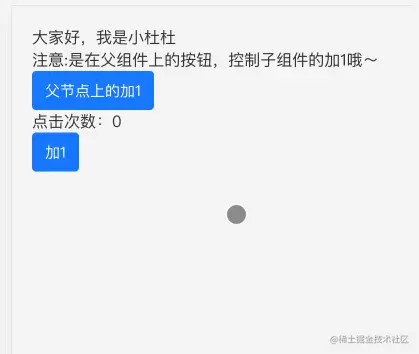 大家好，我是小杜杜
注意:是在父组件上的按钮，控制子组件的加1哦～
父节点上的加1
点击次数：0
加1
@稀土掘金技术社区